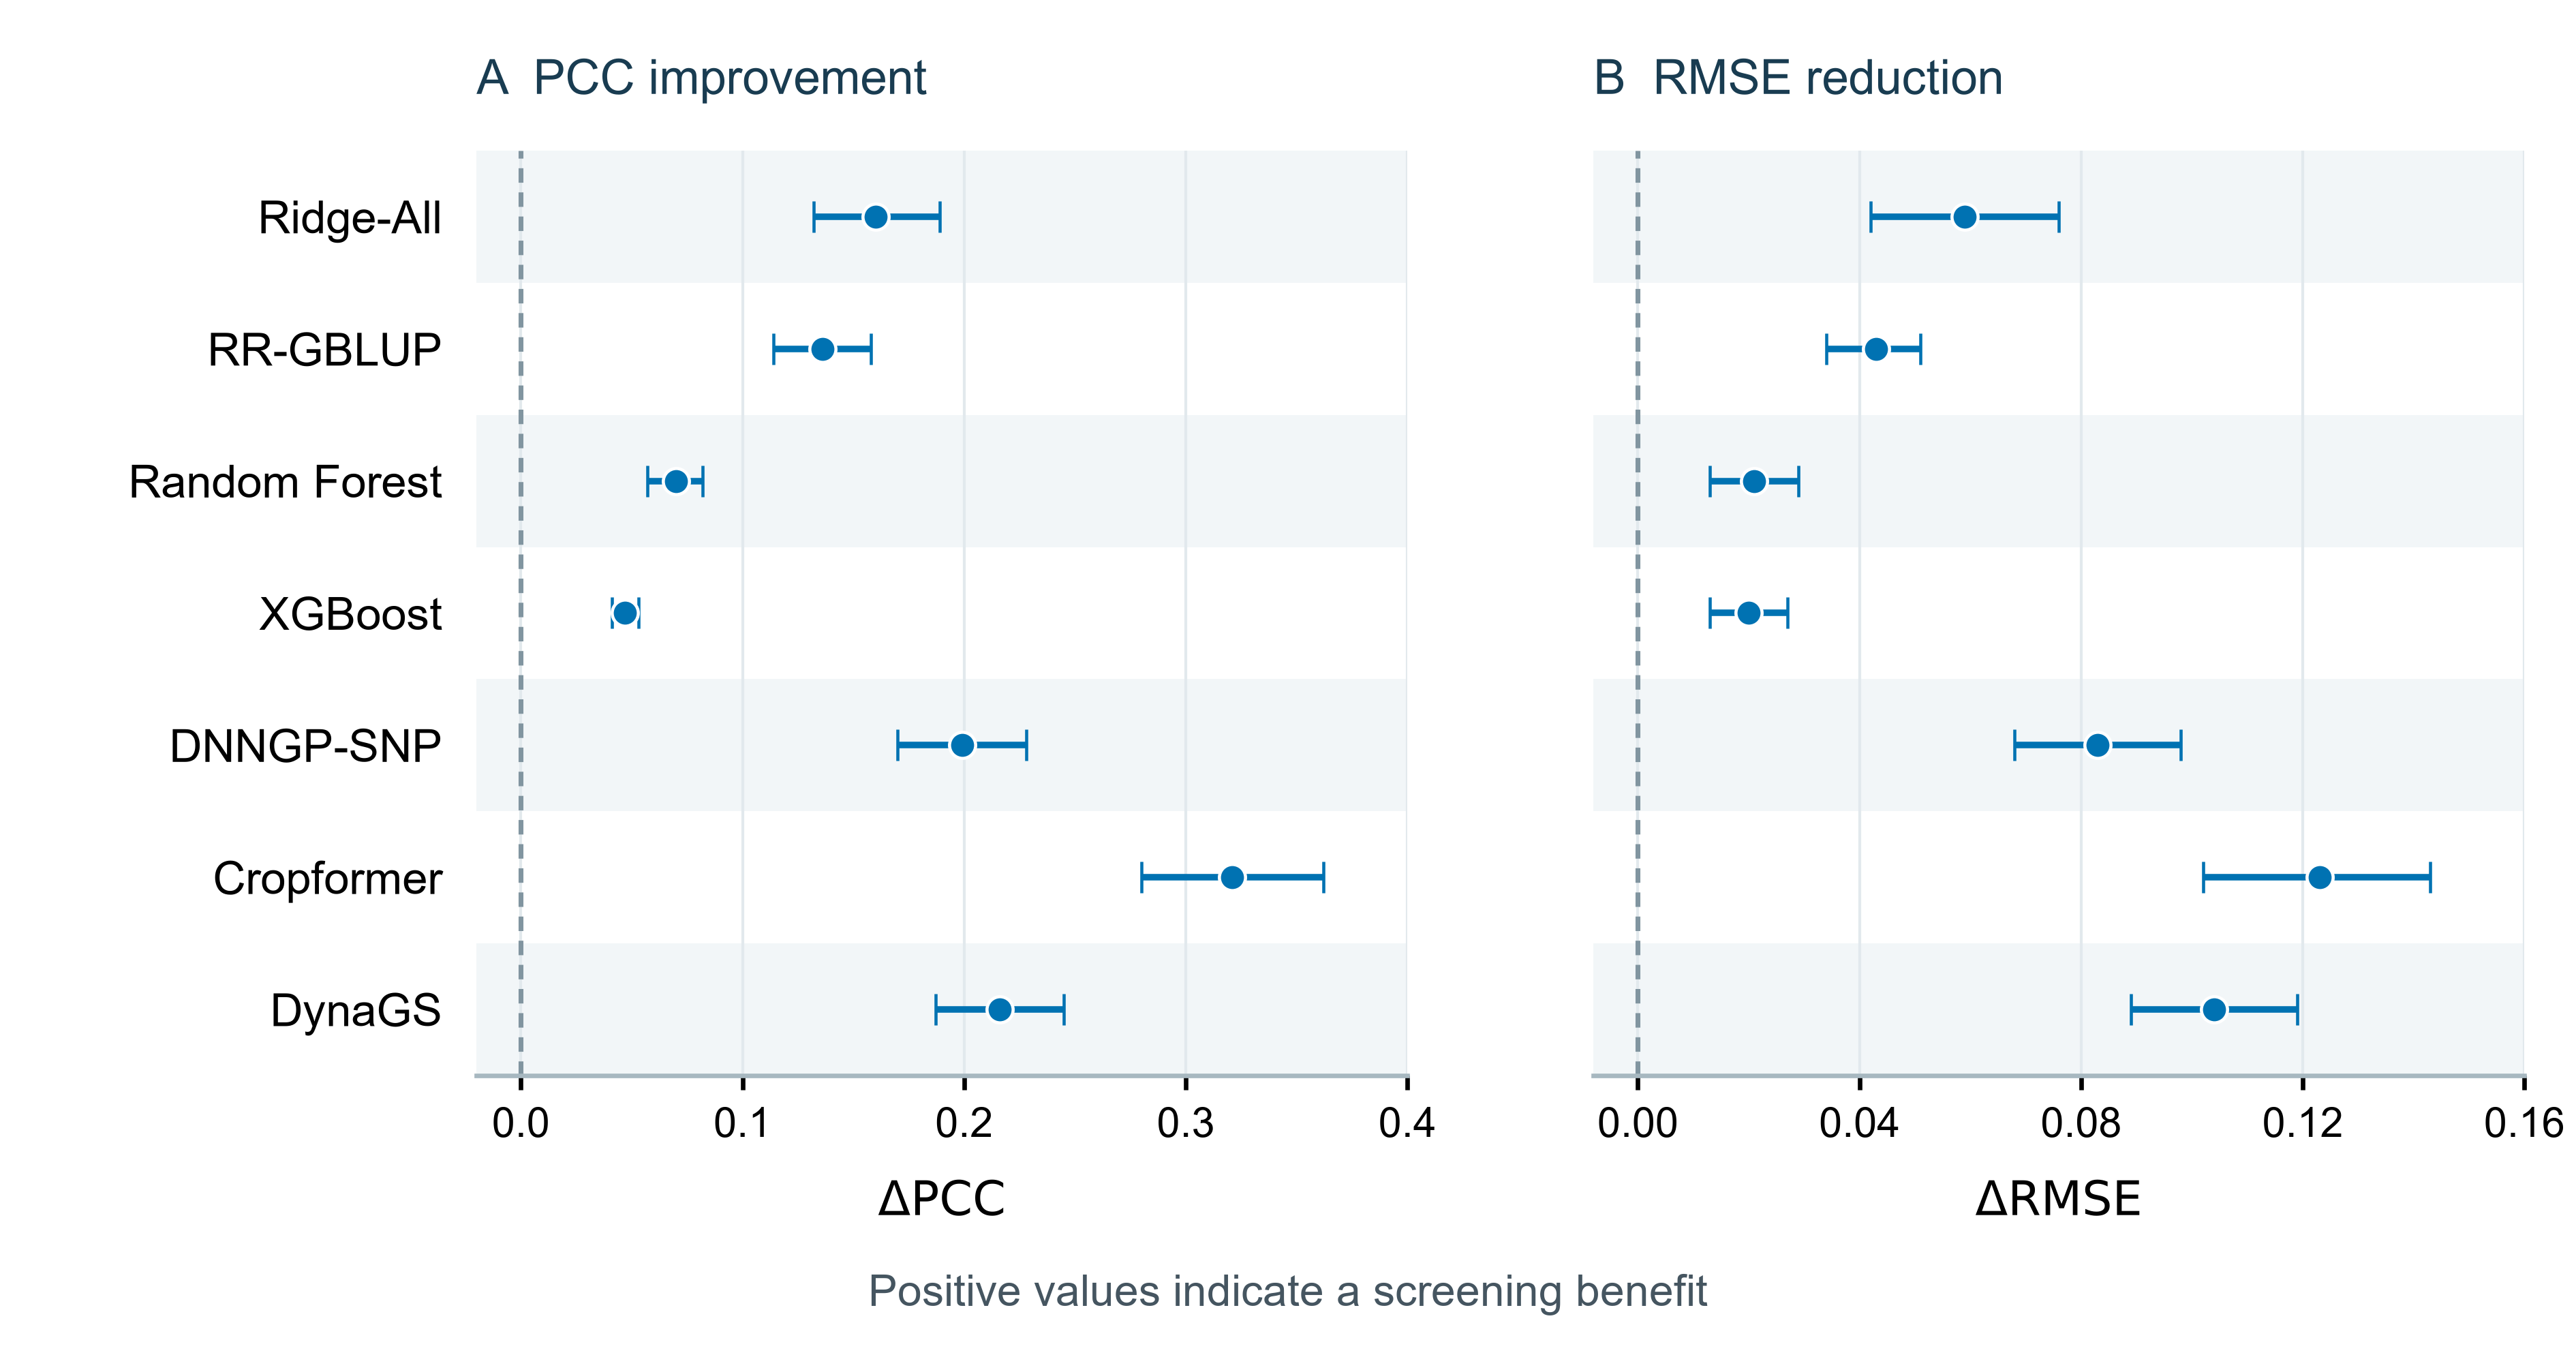 A PCC improvement
B RMSE reduction
Ridge-All
RR-GBLUP
Random Forest
XGBoost
DNNGP-SNP
Cropformer
DynaGS
0.0 0.1 0.2 0.3 0.4
0.00 0.04 0.08 0.12 0.16
ΔPCC
ΔRMSE
Positive values indicate a screening benefit